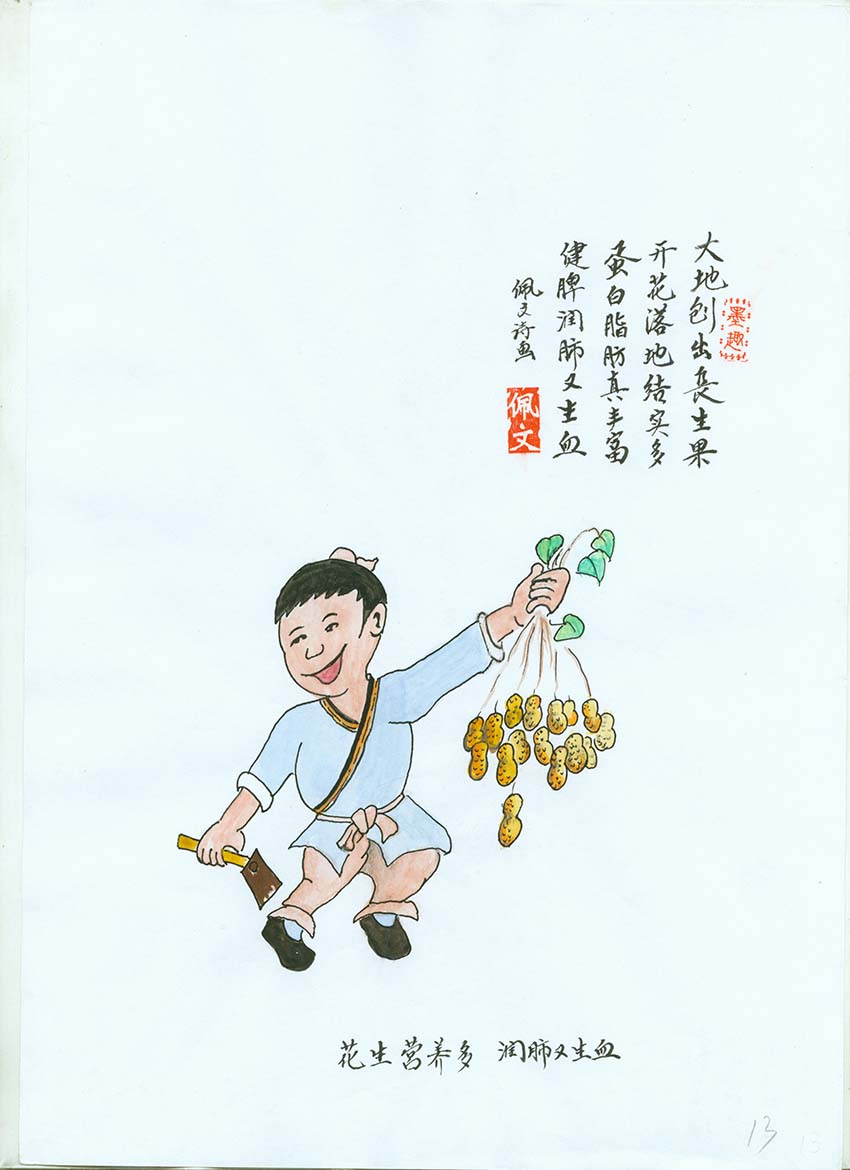 大地刨出長生果
开花落地结实多
蛋白脂肪真丰富
健脾润肺又生血
佩文诗画
墨趣
佩文
花生营养多 润肺又生血
13
13